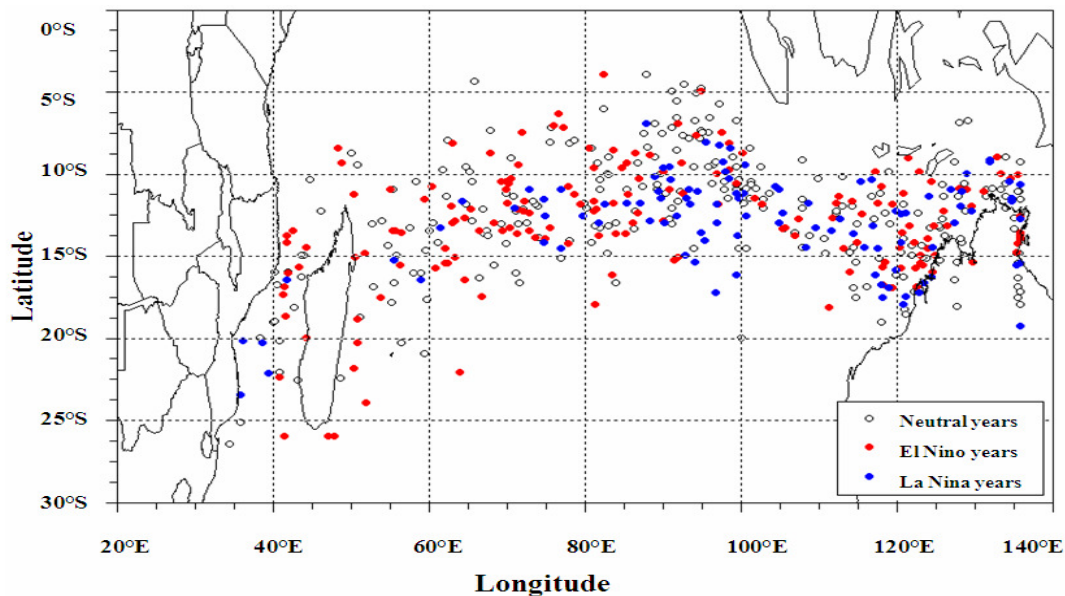 0°S
5°S
10°S
15°S
20°S
25°S
30°S
Latitude
Neutral years
El Nino years
La Nina years
20°E 40°E 60°E 80°E 100°E 120°E 140°E
Longitude